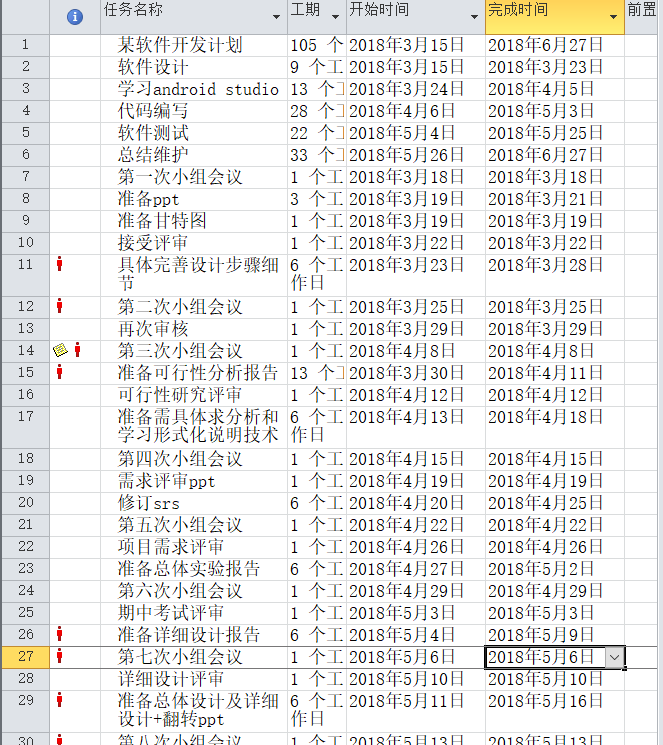 任务名称 工期 开始时间 完成时间 前置
1 某软件开发计划 105 个 2018年3月15日 2018年6月27日
2 软件设计 9 个工 2018年3月15日 2018年3月23日
3 学习android studio 13 个 2018年3月24日 2018年4月5日
4 代码编写 28 个 2018年4月6日 2018年5月3日
5 软件测试 22 个 2018年5月4日 2018年5月25日
6 总结维护 33 个 2018年5月26日 2018年6月27日
7 第一次小组会议 1 个工 2018年3月18日 2018年3月18日
8 准备ppt 3 个工 2018年3月19日 2018年3月21日
9 准备甘特图 1 个工 2018年3月19日 2018年3月19日
10 接受评审 1 个工 2018年3月22日 2018年3月22日
11 具体完善设计步骤细 6 个工 2018年3月23日 2018年3月28日
节 作日
12 第二次小组会议 1 个工 2018年3月25日 2018年3月25日
13 再次审核 1 个工 2018年3月29日 2018年3月29日
14 第三次小组会议 1 个工 2018年4月8日 2018年4月8日
15 准备可行性分析报告 13 个 2018年3月30日 2018年4月11日
16 可行性研究评审 1 个工 2018年4月12日 2018年4月12日
17 准备需具体求分析和 6 个工 2018年4月13日 2018年4月18日
学习形式化说明技术 作日
18 第四次小组会议 1 个工 2018年4月15日 2018年4月15日
19 需求评审ppt 1 个工 2018年4月19日 2018年4月19日
20 修订srs 6 个工 2018年4月20日 2018年4月25日
21 第五次小组会议 1 个工 2018年4月22日 2018年4月22日
22 项目需求评审 1 个工 2018年4月26日 2018年4月26日
23 准备总体实验报告 6 个工 2018年4月27日 2018年5月2日
24 第六次小组会议 1 个工 2018年4月29日 2018年4月29日
25 期中考试评审 1 个工 2018年5月3日 2018年5月3日
26 准备详细设计报告 6 个工 2018年5月4日 2018年5月9日
27 第七次小组会议 1 个工 2018年5月6日 2018年5月6日
28 详细设计评审 1 个工 2018年5月10日 2018年5月10日
29 准备总体设计及详细 6 个工 2018年5月11日 2018年5月16日
设计+翻转ppt 作日
30 第八次小组会议 1 个工 2018年5月13日 2018年5月13日